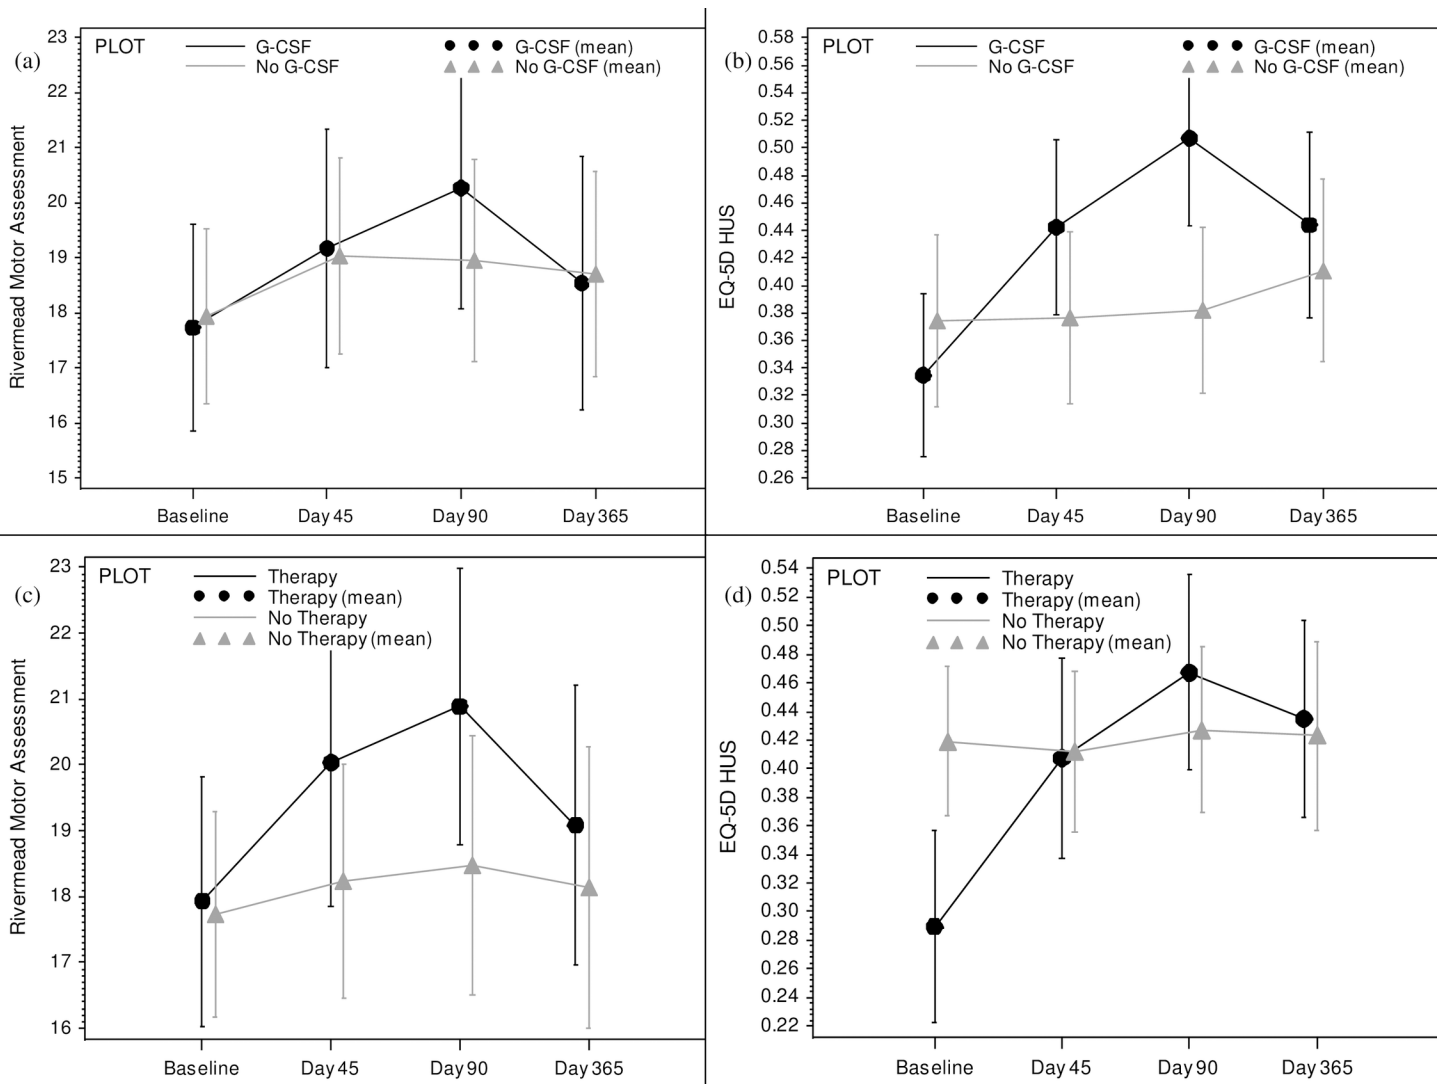 (a)
PLOT
G-CSF
G-CSF (mean)
No G-CSF
No G-CSF (mean)
Rivermead Motor Assessment
23
22
21
20
19
18
17
16
15
Baseline
Day 45
Day 90
Day 365
(b)
PLOT
G-CSF
G-CSF (mean)
No G-CSF
No G-CSF (mean)
EQ-5D HUS
0.58
0.56
0.54
0.52
0.50
0.48
0.46
0.44
0.42
0.40
0.38
0.36
0.34
0.32
0.30
0.28
0.26
Baseline
Day 45
Day 90
Day 365
(c)
PLOT
Therapy
Therapy (mean)
No Therapy
No Therapy (mean)
Rivermead Motor Assessment
23
22
21
20
19
18
17
16
Baseline
Day 45
Day 90
Day 365
(d)
PLOT
Therapy
Therapy (mean)
No Therapy
No Therapy (mean)
EQ-5D HUS
0.54
0.52
0.50
0.48
0.46
0.44
0.42
0.40
0.38
0.36
0.34
0.32
0.30
0.28
0.26
0.24
0.22
Baseline
Day 45
Day 90
Day 365